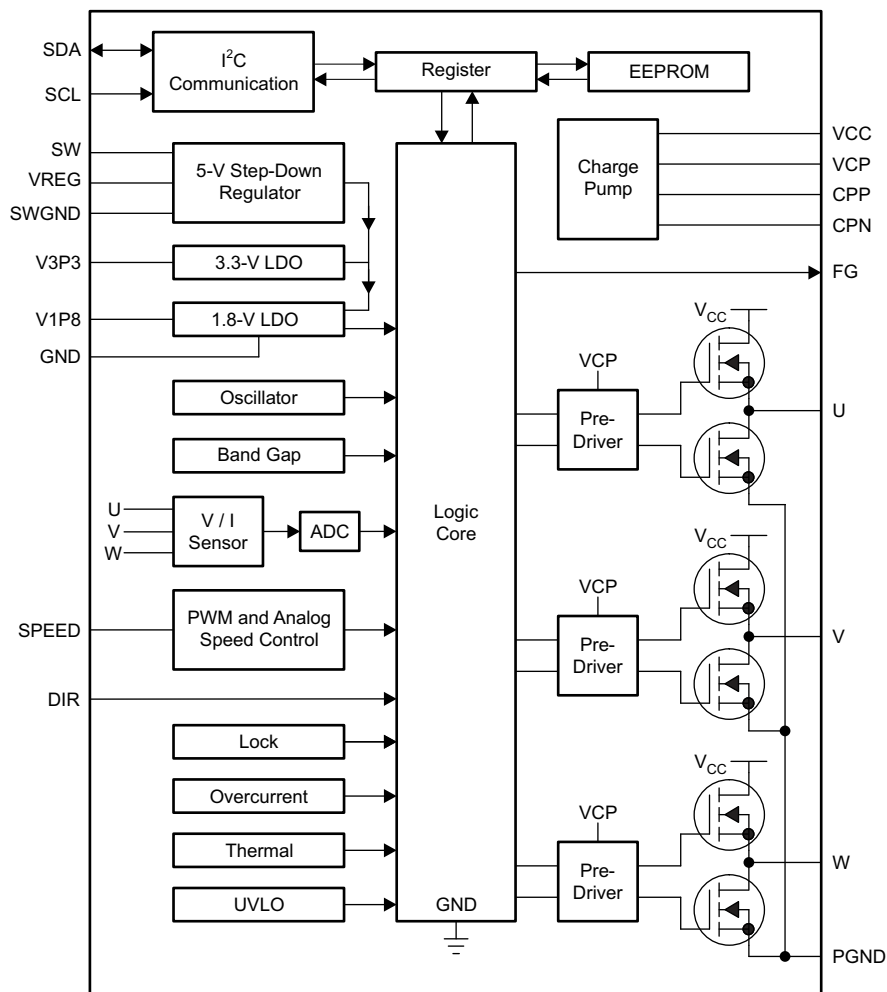 SDA
SCL
I²C
Communication
Register
EEPROM
SW
VREG
SWGND
5-V Step-Down
Regulator
V3P3
3.3-V LDO
V1P8
1.8-V LDO
GND
Oscillator
Band Gap
U
V
W
V / I
Sensor
ADC
SPEED
PWM and Analog
Speed Control
DIR
Lock
Overcurrent
Thermal
UVLO
Logic
Core
GND
Charge
Pump
VCC
VCP
CPP
CPN
FG
VCC
VCP
Pre-
Driver
U
VCC
VCP
Pre-
Driver
V
VCC
VCP
Pre-
Driver
W
PGND